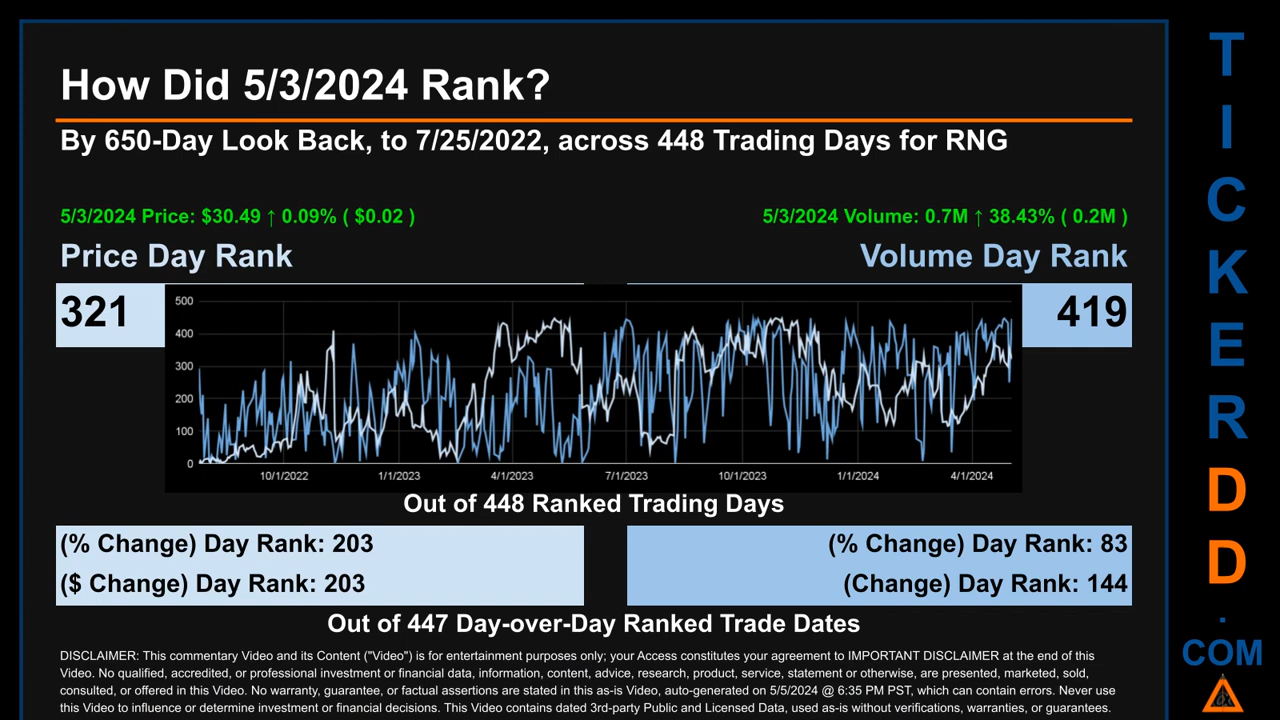 How Did 5/3/2024 Rank?
By 650-Day Look Back, to 7/25/2022, across 448 Trading Days for RNG
5/3/2024 Price: $30.49 ↑ 0.09% ( $0.02 )
5/3/2024 Volume: 0.7M ↑ 38.43% ( 0.2M )
Price Day Rank
Volume Day Rank
321
419
500
400
300
200
100
0
10/1/2022 1/1/2023 4/1/2023 7/1/2023 10/1/2023 1/1/2024 4/1/2024
Out of 448 Ranked Trading Days
(% Change) Day Rank: 203
($ Change) Day Rank: 203
(% Change) Day Rank: 83
(Change) Day Rank: 144
Out of 447 Day-over-Day Ranked Trade Dates
DISCLAIMER: This commentary Video and its Content ("Video") is for entertainment purposes only; your Access constitutes your agreement to IMPORTANT DISCLAIMER at the end of this
Video. No qualified, accredited, or professional investment or financial data, information, content, advice, research, product, service, statement or otherwise, are presented, marketed, sold,
consulted, or offered in this Video. No warranty, guarantee, or factual assertions are stated in this as-is Video, auto-generated on 5/5/2024 @ 6:35 PM PST, which can contain errors. Never use
this Video to influence or determine investment or financial decisions. This Video contains dated 3rd-party Public and Licensed Data, used as-is without verifications, warranties, or guarantees.
T
I
C
K
E
R
D
D
.
COM